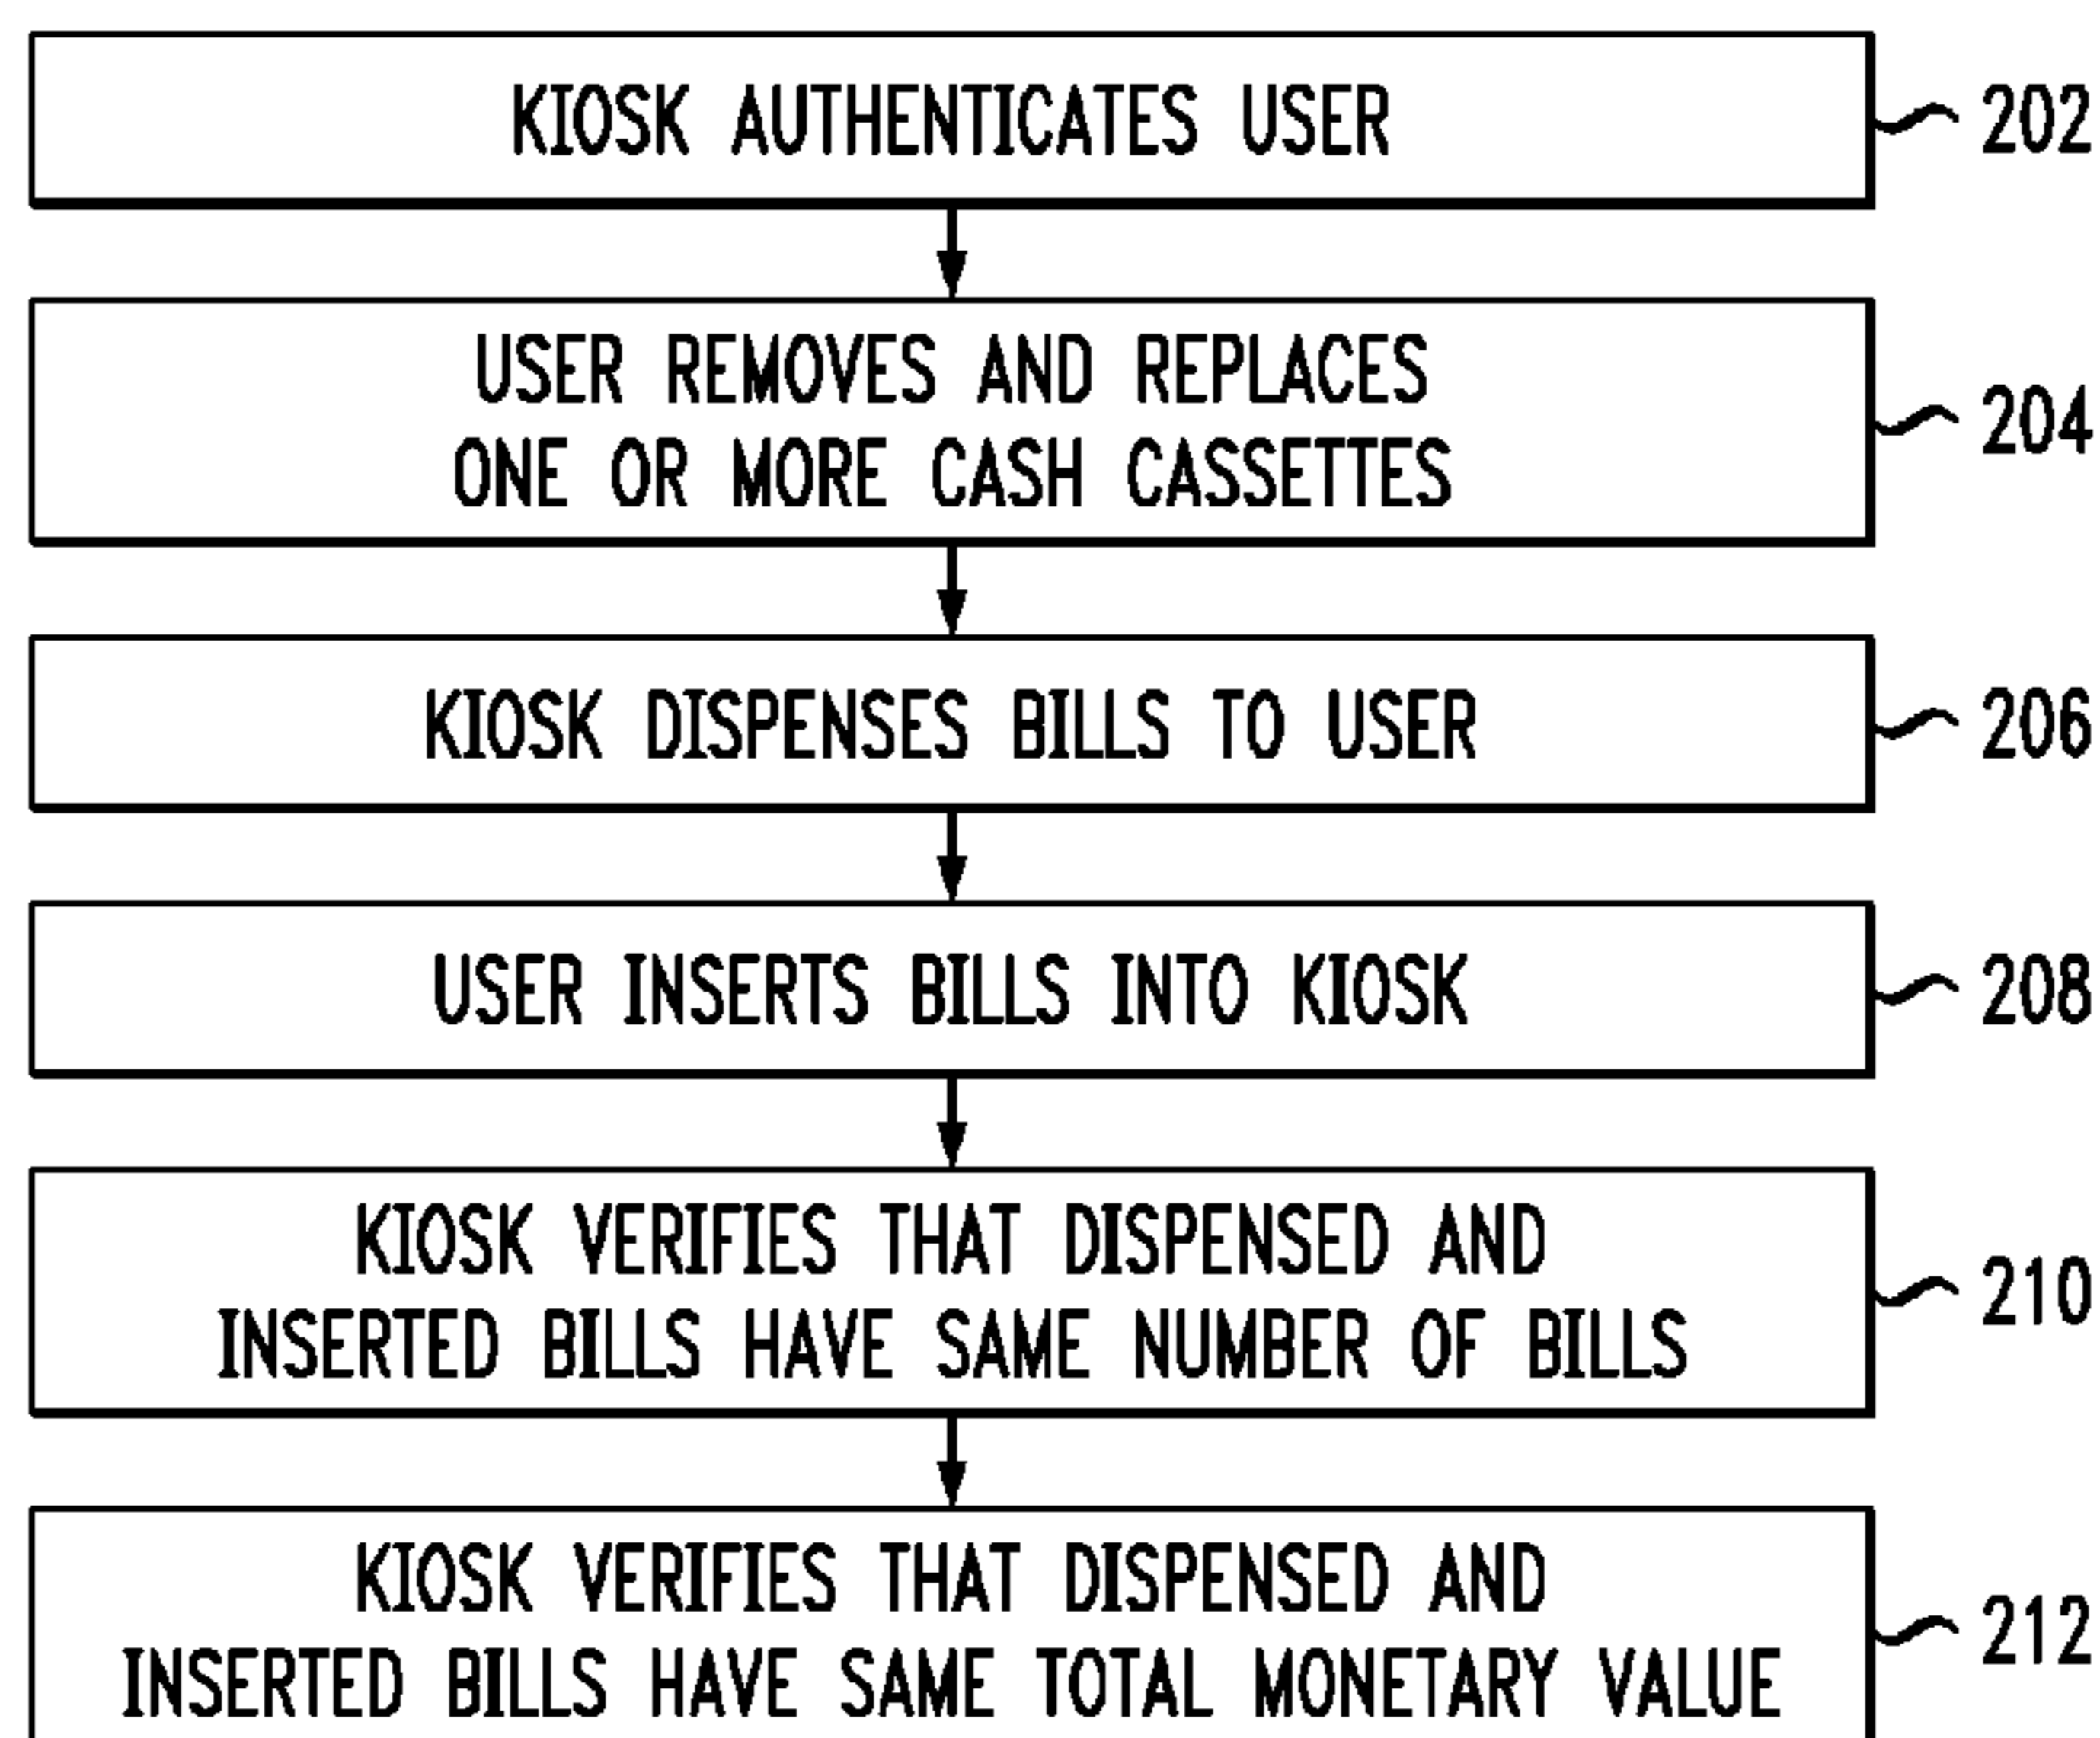 KIOSK AUTHENTICATES USER
202
USER REMOVES AND REPLACES
ONE OR MORE CASH CASSETTES
204
KIOSK DISPENSES BILLS TO USER
206
USER INSERTS BILLS INTO KIOSK
208
KIOSK VERIFIES THAT DISPENSED AND
INSERTED BILLS HAVE SAME NUMBER OF BILLS
210
KIOSK VERIFIES THAT DISPENSED AND
INSERTED BILLS HAVE SAME TOTAL MONETARY VALUE
212